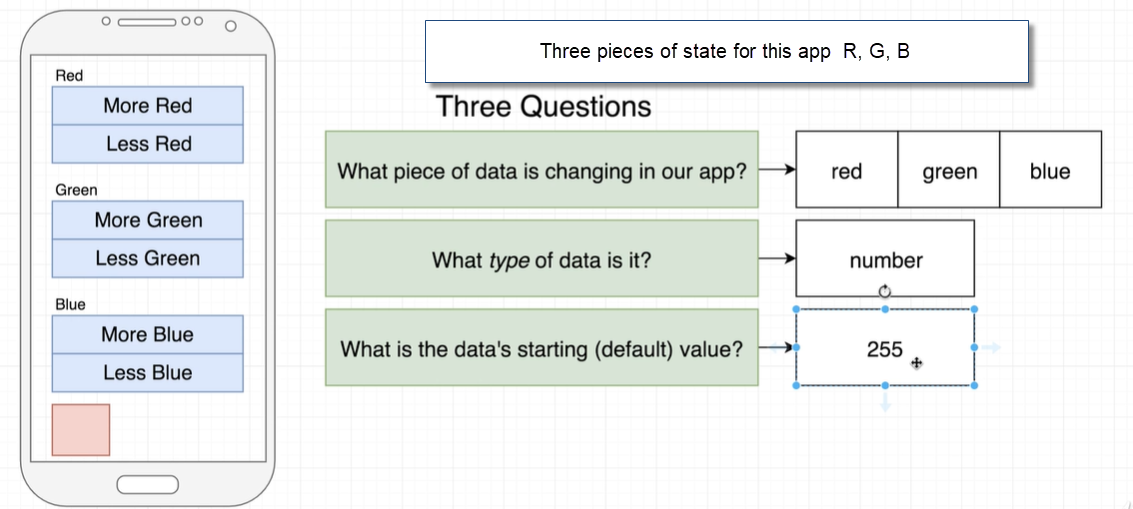 Three pieces of state for this app R, G, B
Three Questions
Red
More Red
Less Red
Green
More Green
Less Green
Blue
More Blue
Less Blue
What piece of data is changing in our app?
red
green
blue
What type of data is it?
number
What is the data's starting (default) value?
255